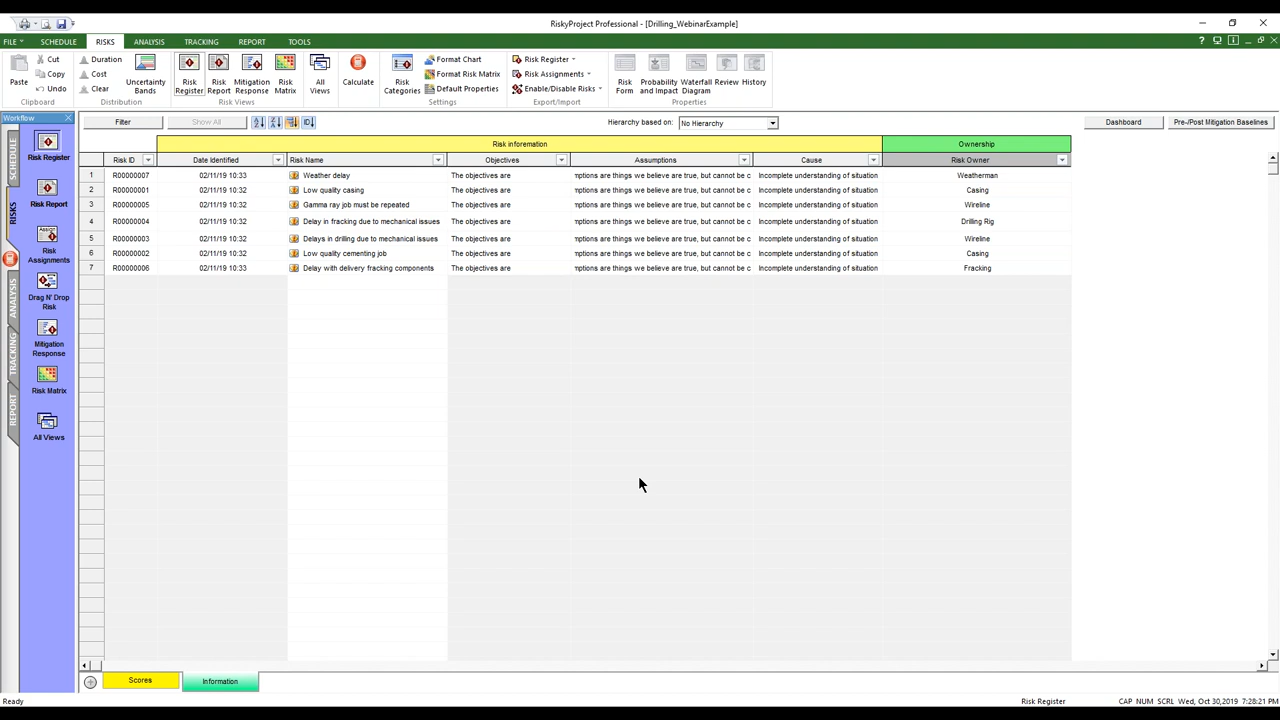 RiskyProject Professional - [Drilling_WebinarExample]
FILE SCHEDULE RISKS ANALYSIS TRACKING REPORT TOOLS
Paste Cut Copy Undo
Clipboard
Duration Cost Clear Uncertainty Bands
Distribution
Risk Register Risk Report Mitigation Response Risk Matrix
Risk Views
All Views
Calculate
Risk Categories Format Chart Format Risk Matrix Default Properties
Settings
Risk Register Risk Assignments Enable/Disable Risks
Export/Import
Risk Form Probability and Impact Waterfall Diagram Review History
Properties
Workflow
Filter Show All Hierarchy based on: No Hierarchy Dashboard Pre-/Post Mitigation Baselines
SCHEDULE
RISKS
ANALYSIS
TRACKING
REPORT
Risk Register
Risk Report
Risk Assignments
Drag N' Drop Risk
Mitigation Response
Risk Matrix
All Views
Risk information Ownership
Risk ID Date Identified Risk Name Objectives Assumptions Cause Risk Owner
1 R00000007 02/11/19 10:33 Weather delay The objectives are mptions are things we believe are true, but cannot be c Incomplete understanding of situation Weatherman
2 R00000001 02/11/19 10:32 Low quality casing The objectives are mptions are things we believe are true, but cannot be c Incomplete understanding of situation Casing
3 R00000005 02/11/19 10:32 Gamma ray job must be repeated The objectives are mptions are things we believe are true, but cannot be c Incomplete understanding of situation Wireline
4 R00000004 02/11/19 10:32 Delay in fracking due to mechanical issues The objectives are mptions are things we believe are true, but cannot be c Incomplete understanding of situation Drilling Rig
5 R00000003 02/11/19 10:32 Delays in drilling due to mechanical issues The objectives are mptions are things we believe are true, but cannot be c Incomplete understanding of situation Wireline
6 R00000002 02/11/19 10:32 Low quality cementing job The objectives are mptions are things we believe are true, but cannot be c Incomplete understanding of situation Casing
7 R00000006 02/11/19 10:33 Delay with delivery fracking components The objectives are mptions are things we believe are true, but cannot be c Incomplete understanding of situation Fracking
Scores Information
Ready Risk Register CAP NUM SCRL Wed, Oct 30,2019 7:28:21 PM